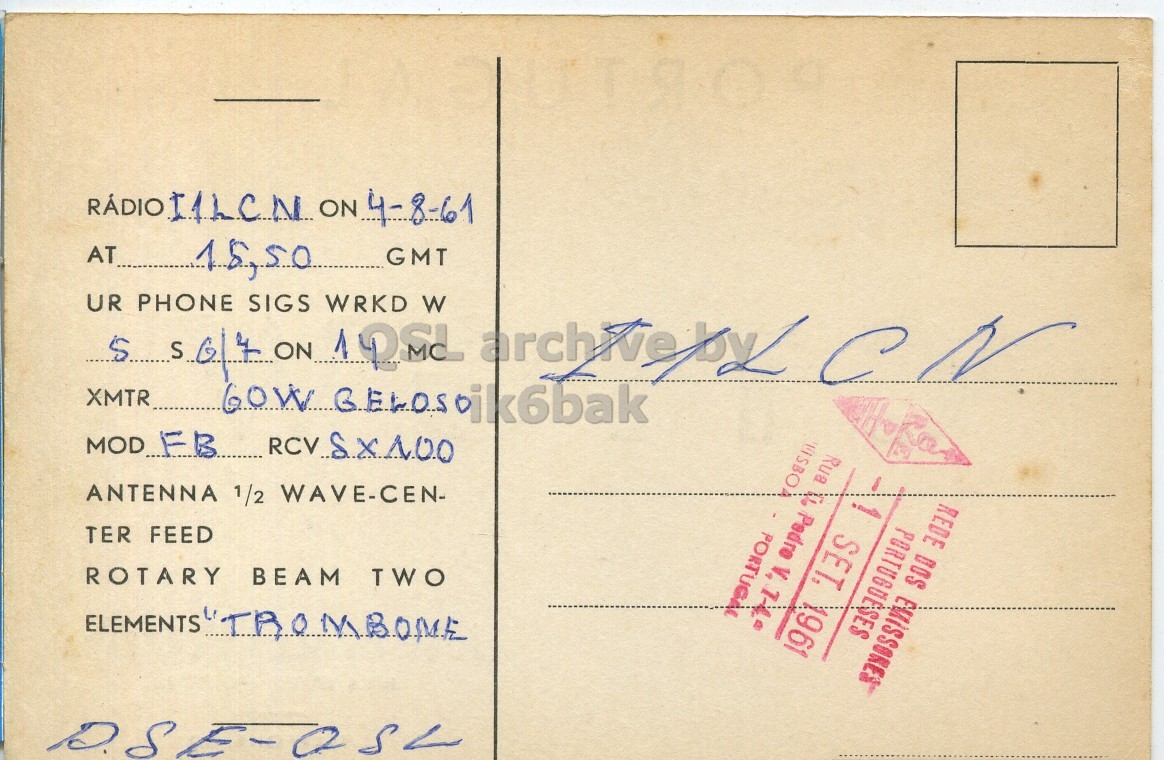 RÁDIO I1LCN ON 4-8-61
AT 15,50 GMT
UR PHONE SIGS WRKD W
5 S 6/7 ON 14 MC
XMTR 60W GELOSO
MOD FB RCV SX100
ANTENNA 1/2 WAVE-CEN-
TER FEED
ROTARY BEAM TWO
ELEMENTS "TROMBONE
P.SE-QSL
I1LCN
REDE DOS EMISSORES
PORTUGUESES
-1 SET. 1961
Rua D. Pedro V, 7-4.º
LISBOA - PORTUGAL
QSL archive by
ik6bak
PORTUGAL